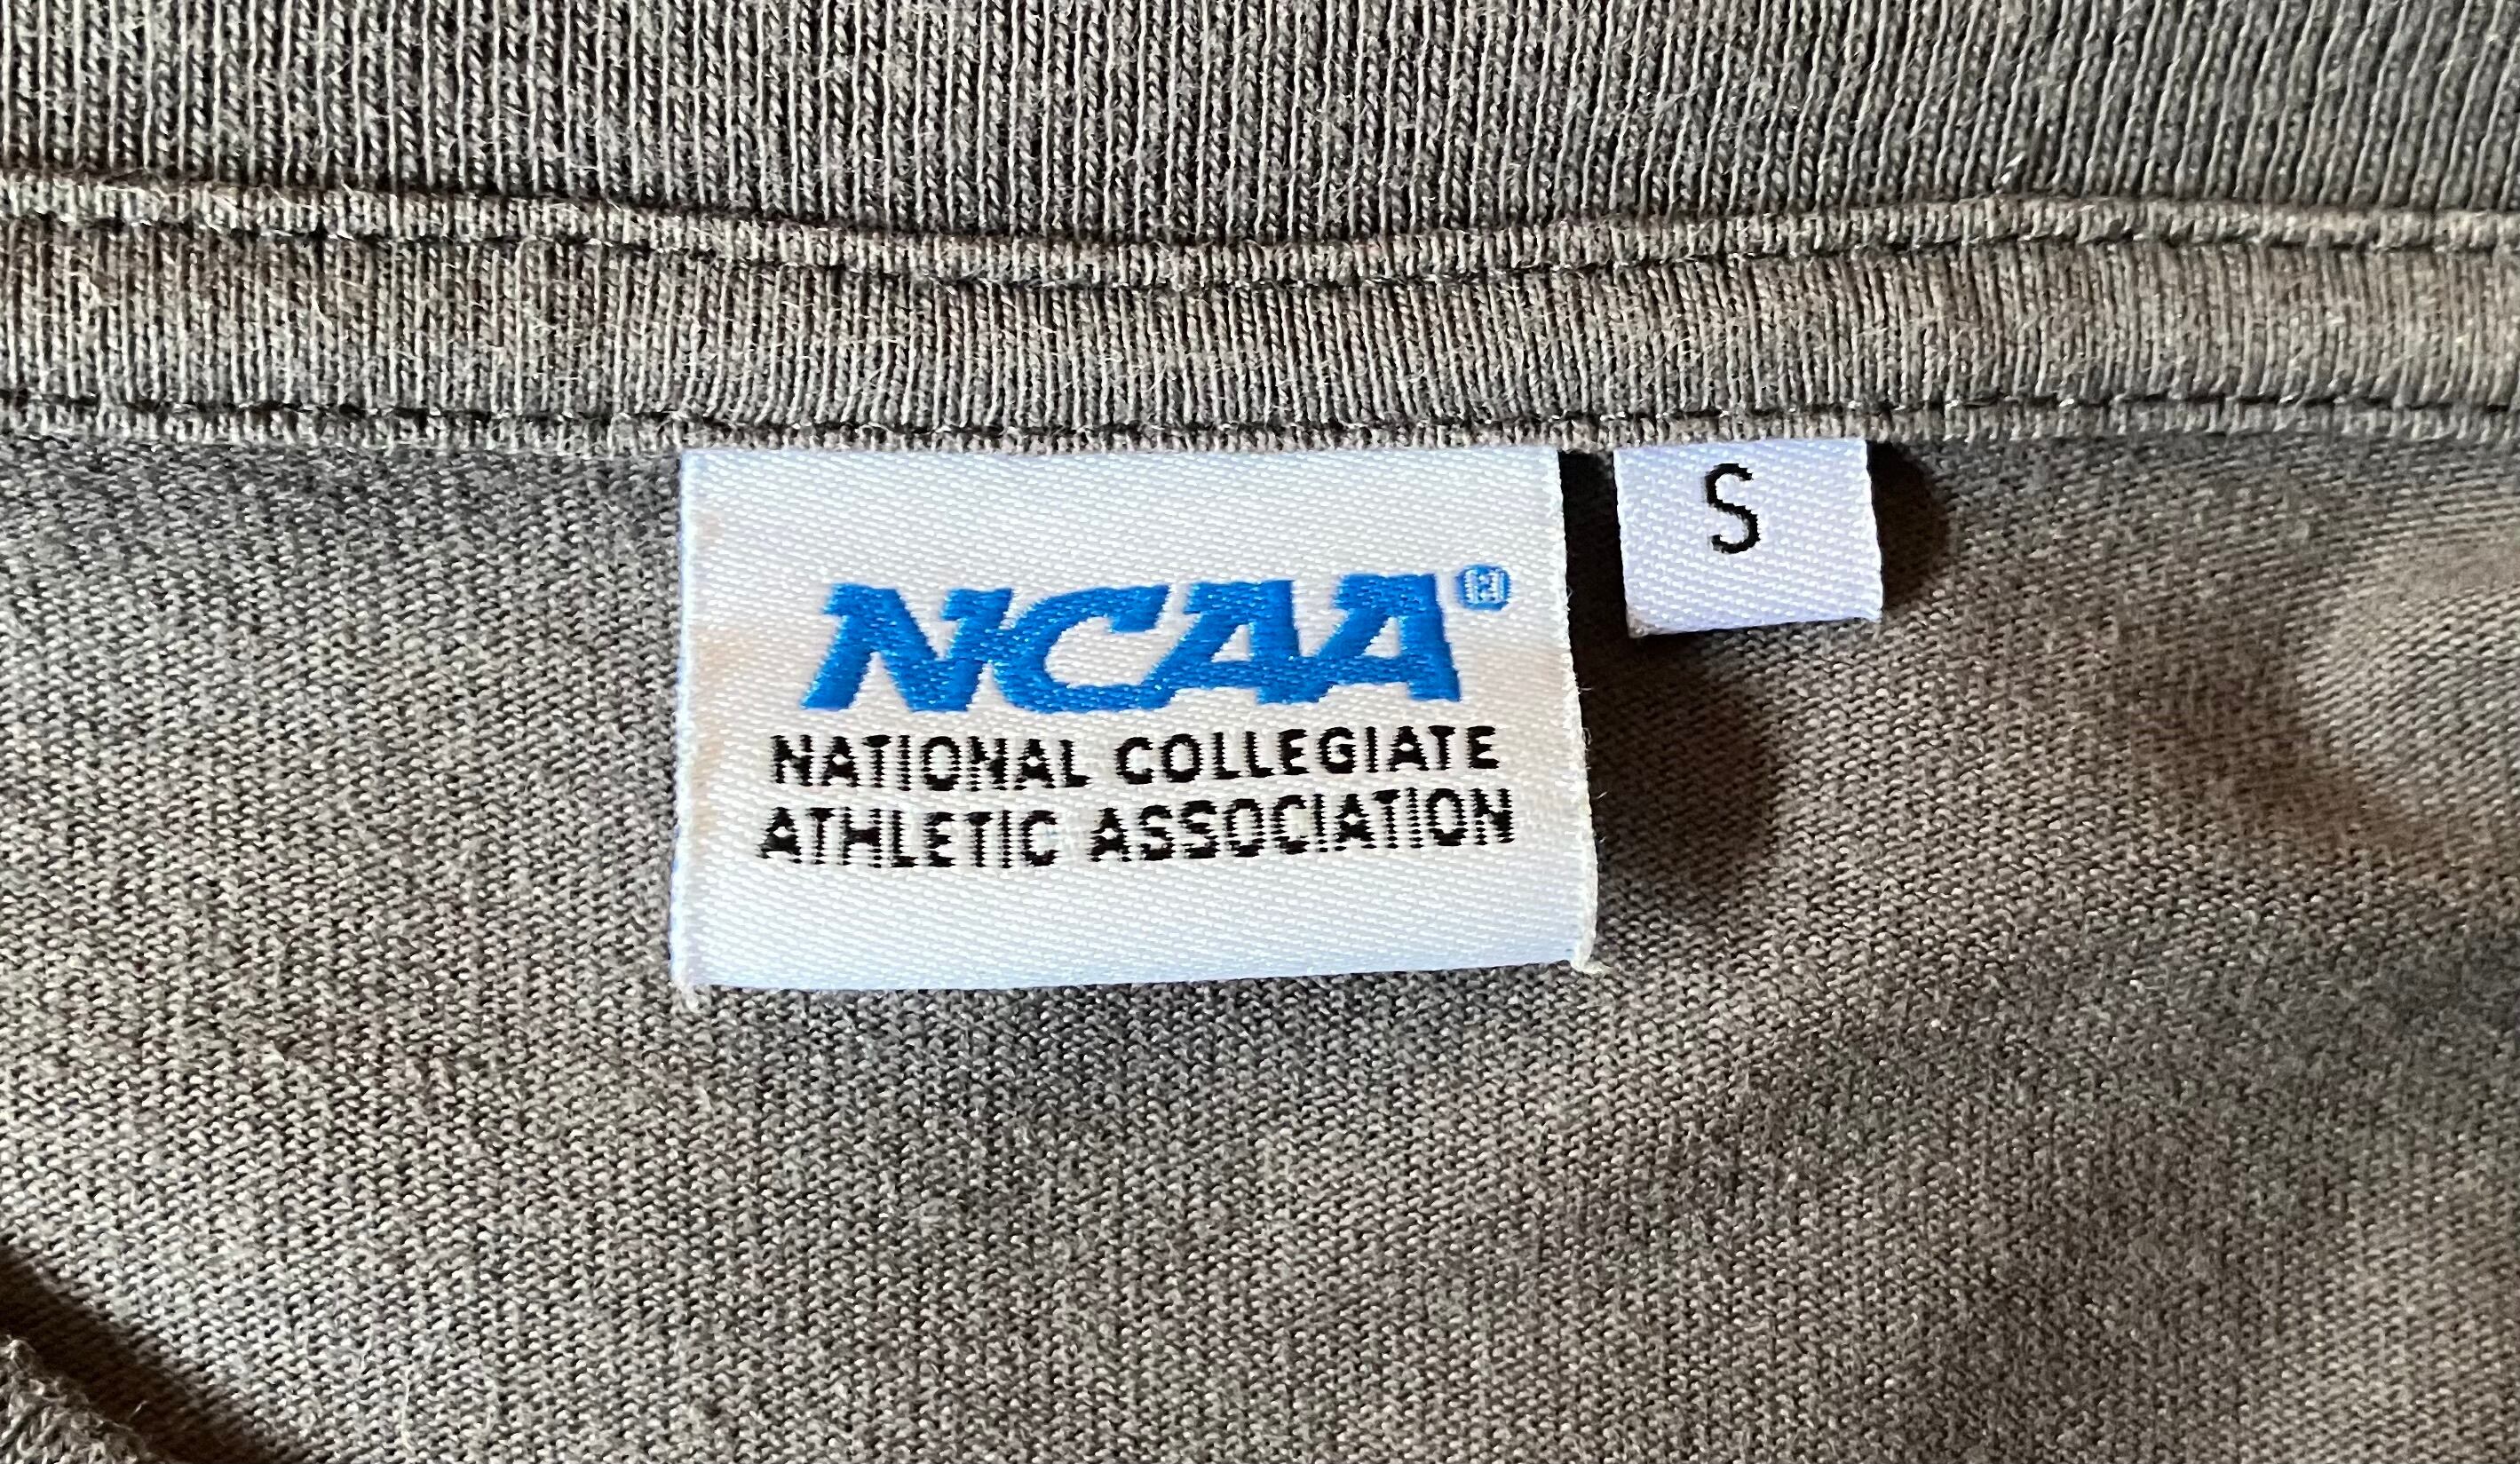 NCAA®
NATIONAL COLLEGIATE
ATHLETIC ASSOCIATION
S